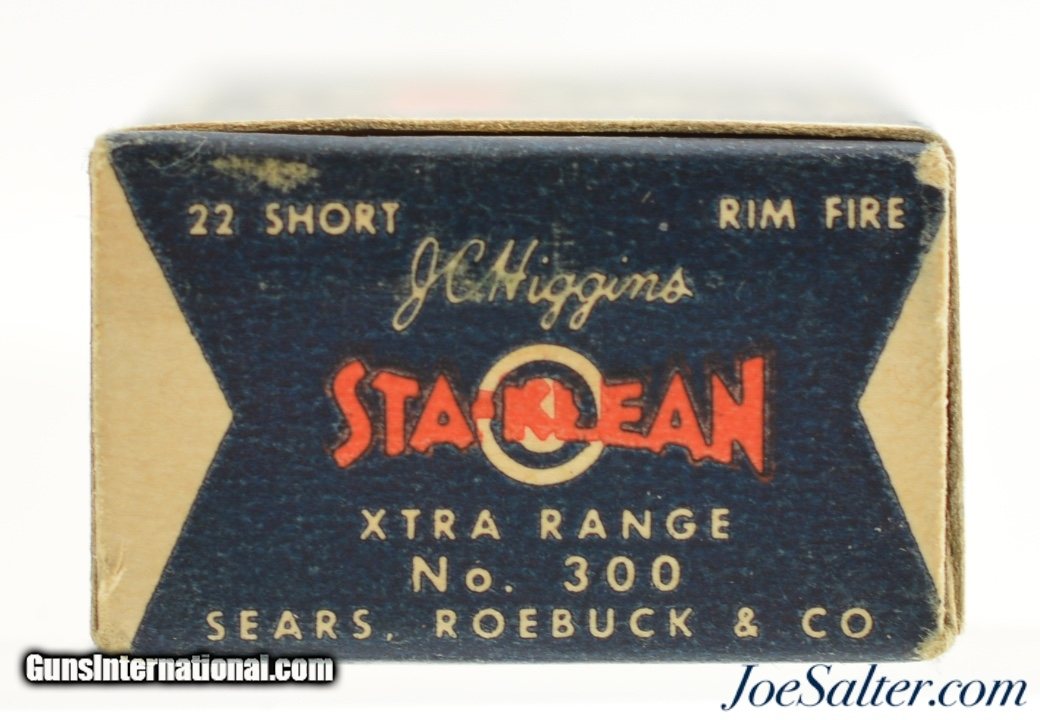 22 SHORT RIM FIRE
J.C. Higgins
STA-KLEAN
XTRA RANGE
No. 300
SEARS, ROEBUCK & CO
GunsInternational.com
JoeSalter.com